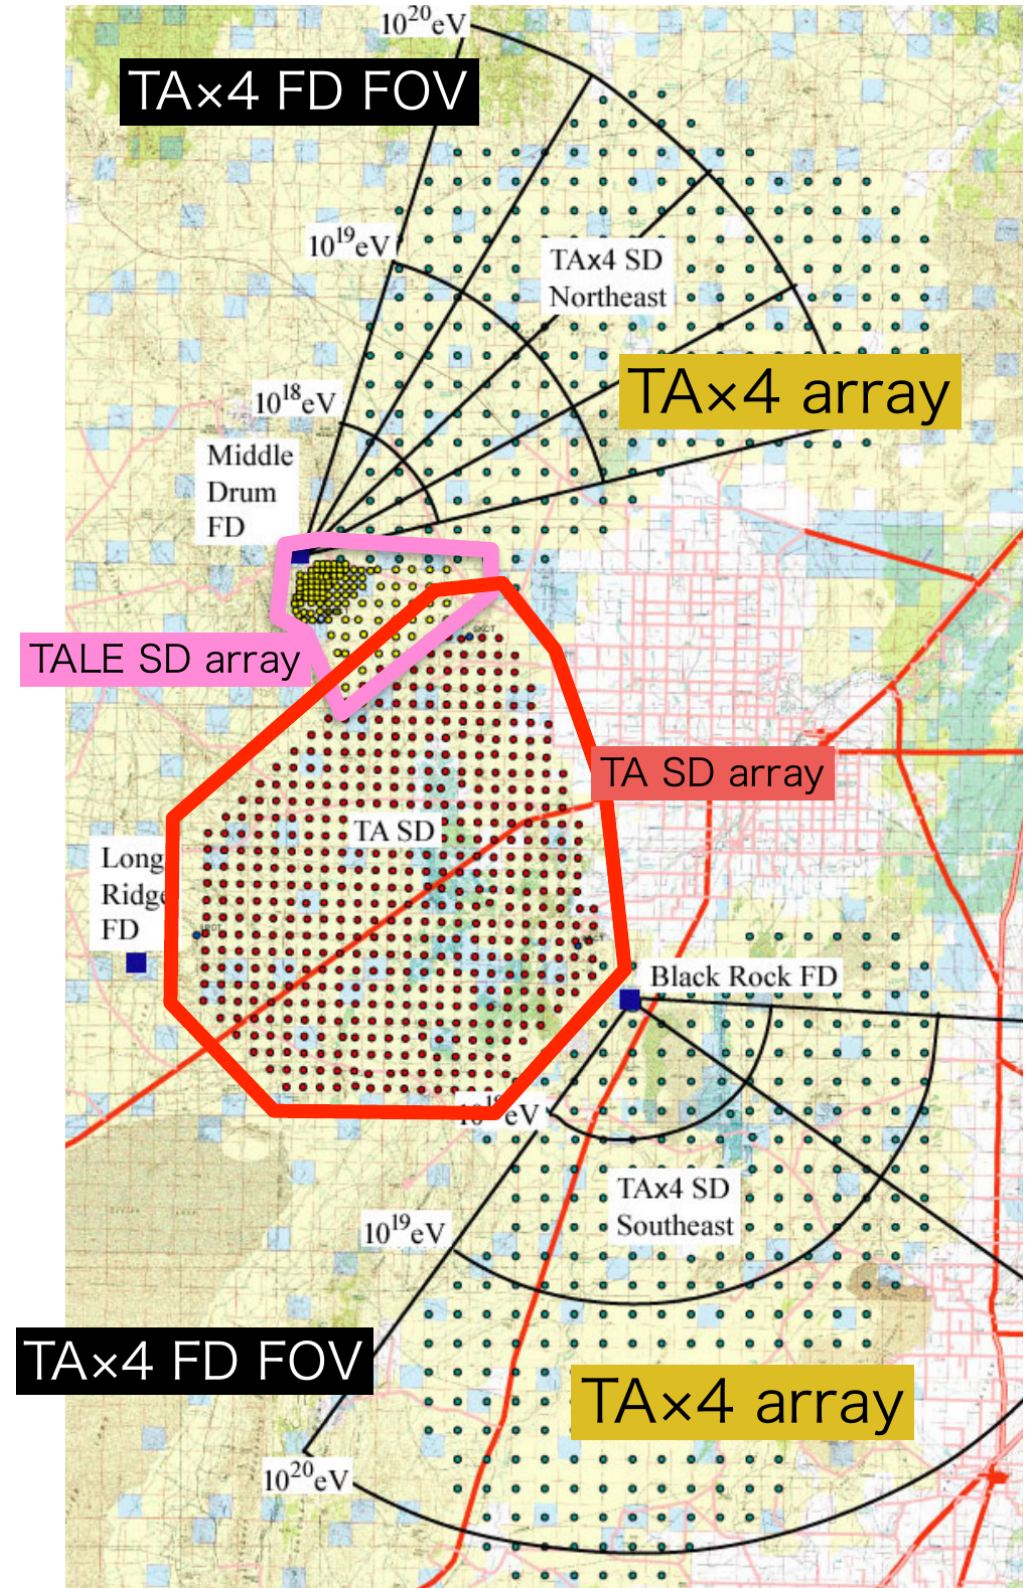 10²⁰eV
TA×4 FD FOV
10¹⁹eV
TAx4 SD
Northeast
TA×4 array
10¹⁸eV
Middle
Drum
FD
TALE SD array
TA SD array
TA SD
Long
Ridge
FD
Black Rock FD
10¹⁸eV
TAx4 SD
Southeast
10¹⁹eV
TA×4 FD FOV
TA×4 array
10²⁰eV